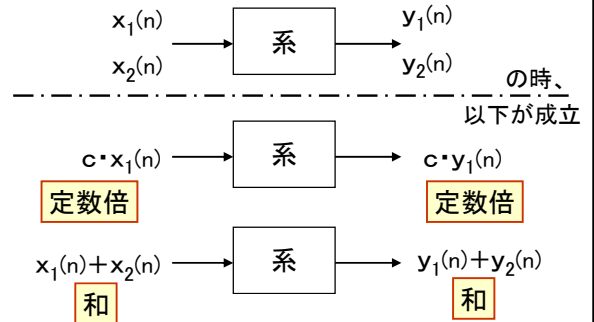 x₁(n) 系 y₁(n)
x₂(n) y₂(n)
の時、
以下が成立
c・x₁(n) 系 c・y₁(n)
定数倍 定数倍
x₁(n)+x₂(n) 系 y₁(n)+y₂(n)
和 和